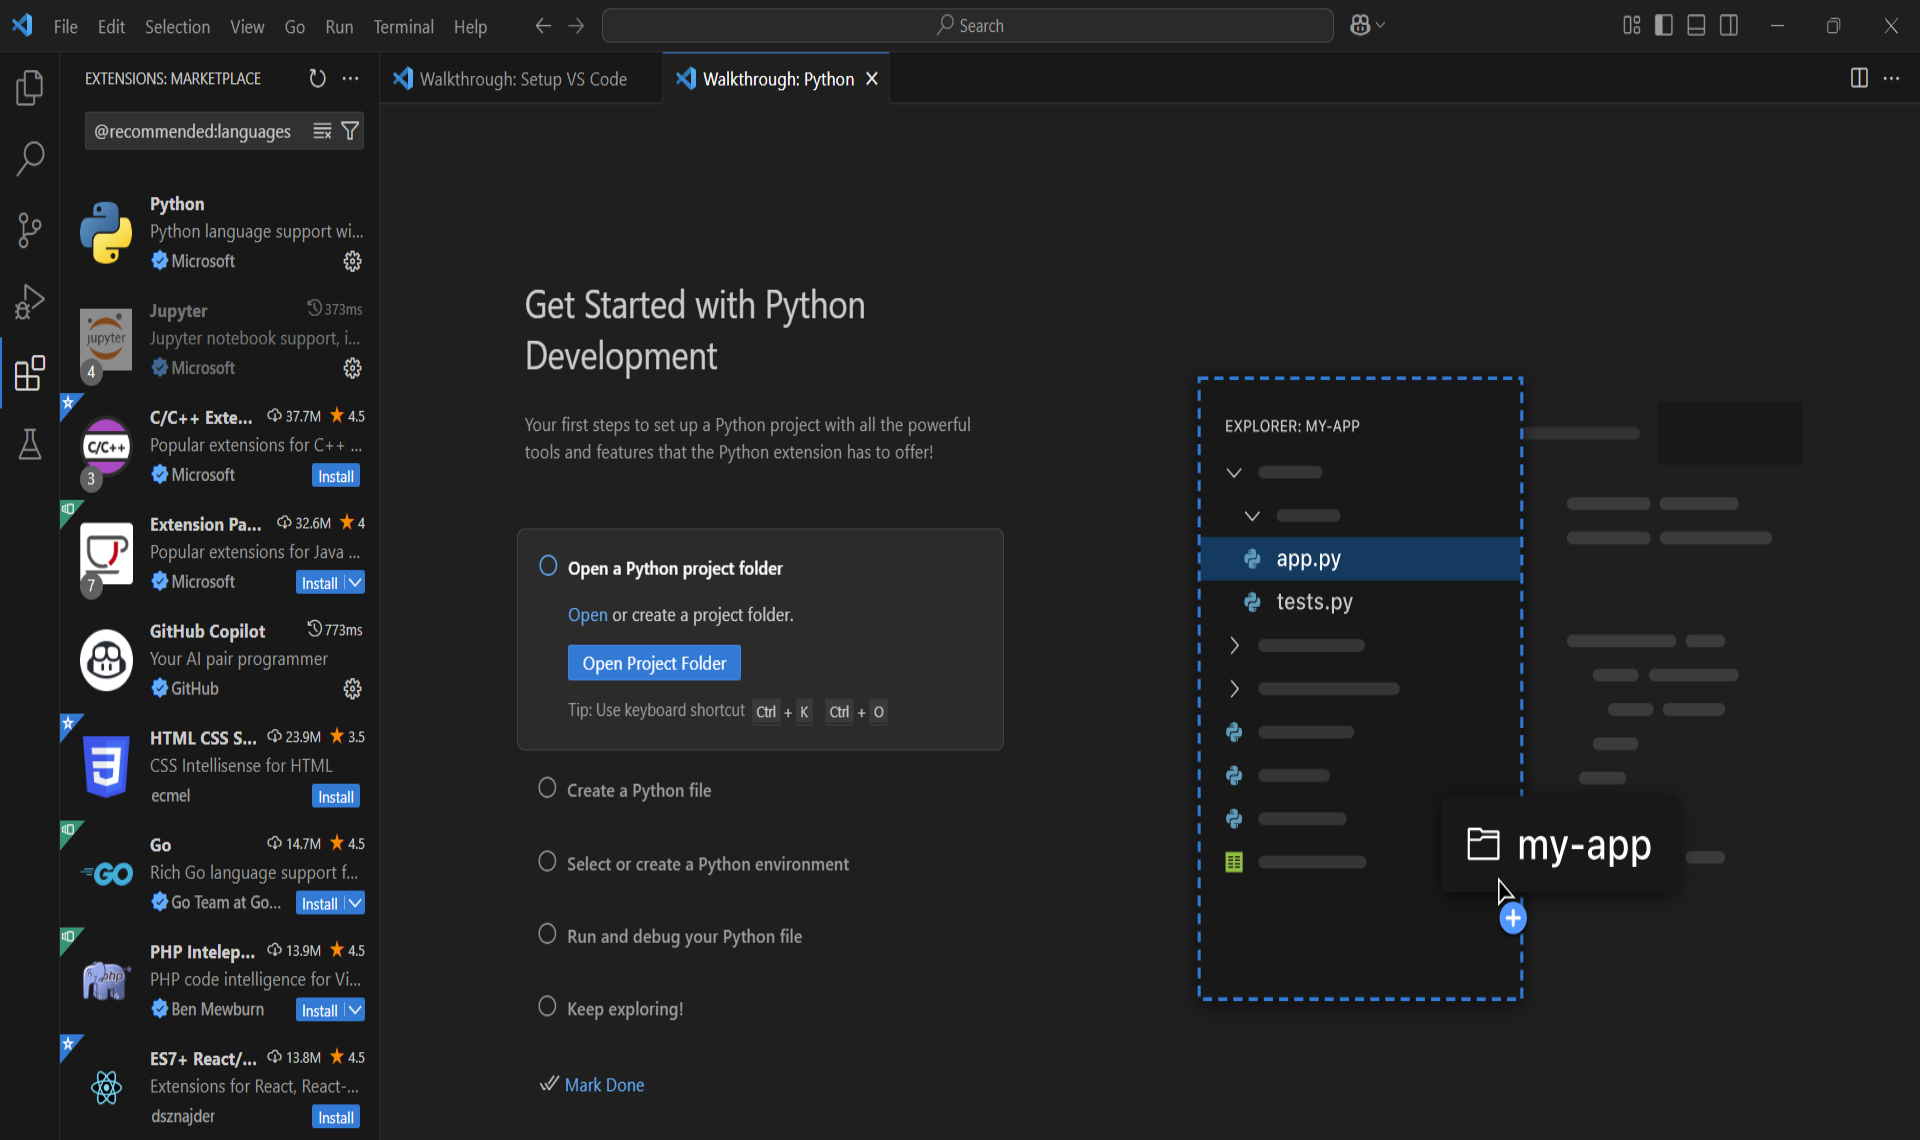 File Edit Selection View Go Run Terminal Help
Search
EXTENSIONS: MARKETPLACE
Walkthrough: Setup VS Code
Walkthrough: Python
@recommended:languages
Python
Python language support wi...
Microsoft
Jupyter 373ms
Jupyter notebook support, i...
Microsoft
jupyter
4
C/C++ Exte... 37.7M 4.5
Popular extensions for C++ ...
Microsoft Install
C/C++
3
Extension Pa... 32.6M 4
Popular extensions for Java ...
Microsoft Install
7
GitHub Copilot 773ms
Your AI pair programmer
GitHub
HTML CSS S... 23.9M 3.5
CSS Intellisense for HTML
ecmel Install
3
Go 14.7M 4.5
Rich Go language support f...
Go Team at Go... Install
GO
PHP Intelep... 13.9M 4.5
PHP code intelligence for Vi...
Ben Mewburn Install
php
ES7+ React/... 13.8M 4.5
Extensions for React, React-...
dsznajder Install
Get Started with Python
Development
Your first steps to set up a Python project with all the powerful
tools and features that the Python extension has to offer!
Open a Python project folder
Open or create a project folder.
Open Project Folder
Tip: Use keyboard shortcut Ctrl + K Ctrl + O
Create a Python file
Select or create a Python environment
Run and debug your Python file
Keep exploring!
Mark Done
EXPLORER: MY-APP
app.py
tests.py
my-app